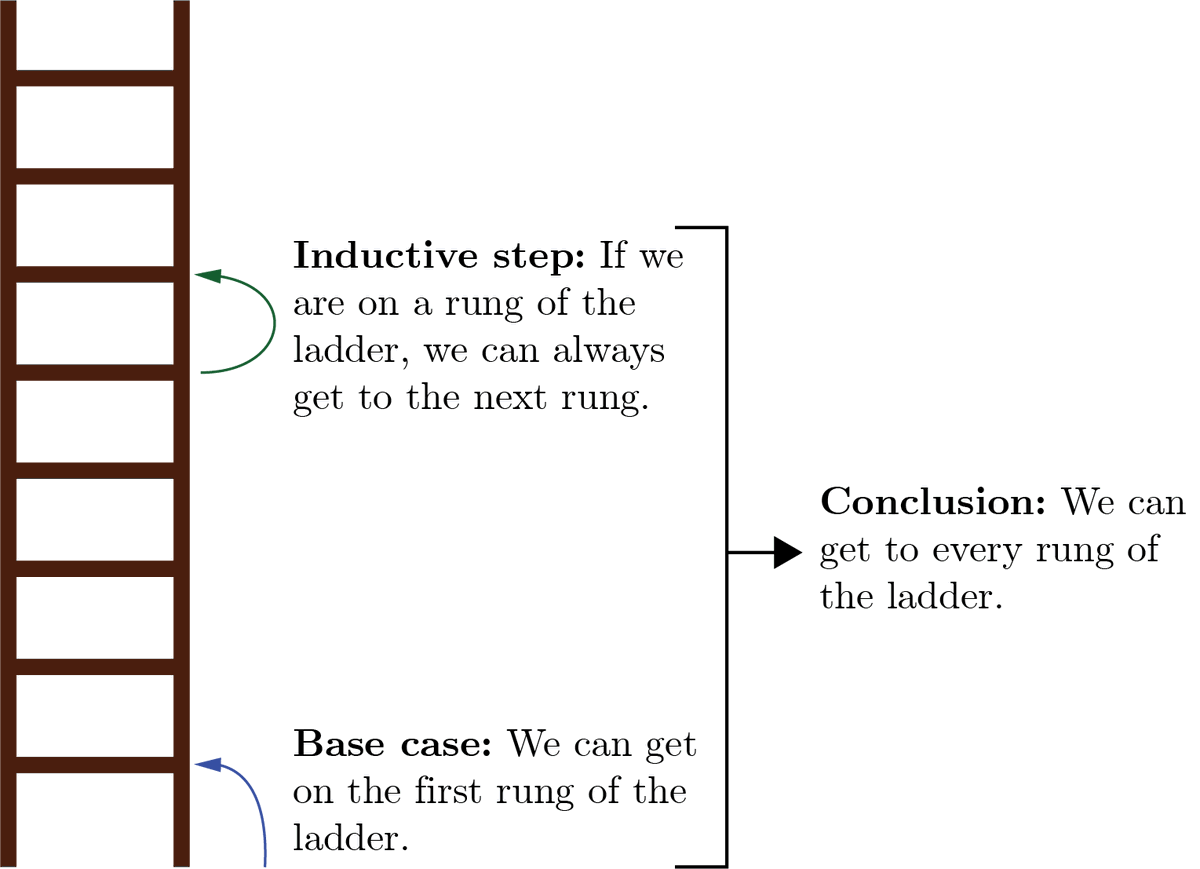 Inductive step: If we
are on a rung of the
ladder, we can always
get to the next rung.
Conclusion: We can
get to every rung of
the ladder.
Base case: We can get
on the first rung of the
ladder.